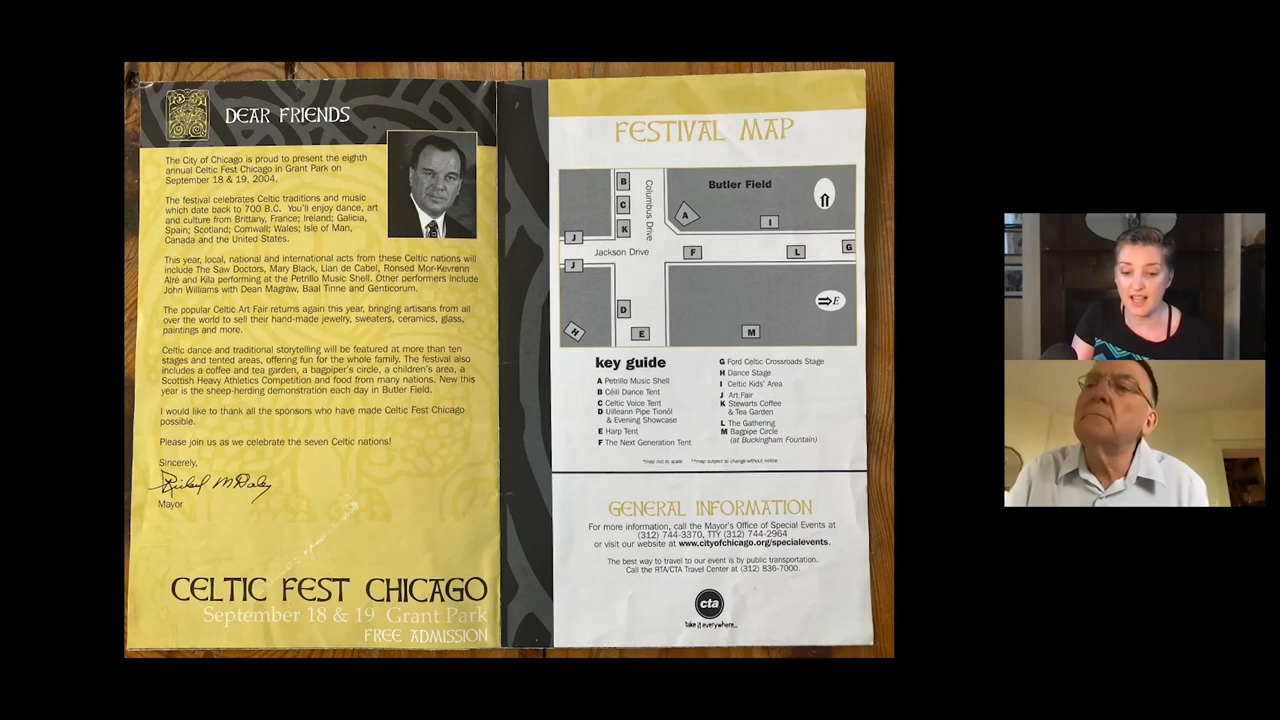 DEAR FRIENDS
The City of Chicago is proud to present the eighth
annual Celtic Fest Chicago in Grant Park on
September 18 & 19, 2004.
The festival celebrates Celtic traditions and music
which date back to 700 B.C. You'll enjoy dance, art
and culture from Brittany, France; Ireland; Galicia,
Spain; Scotland; Cornwall; Wales; Isle of Man,
Canada and the United States.
This year, local, national and international acts from these Celtic nations will
include The Saw Doctors, Mary Black, Llan de Cabel, Ronsed Mor-Kevrenn
Alré and Kila performing at the Petrillo Music Shell. Other performers include
John Williams with Dean Magraw, Baal Tinne and Genticorum.
The popular Celtic Art Fair returns again this year, bringing artisans from all
over the world to sell their hand-made jewelry, sweaters, ceramics, glass,
paintings and more.
Celtic dance and traditional storytelling will be featured at more than ten
stages and tented areas, offering fun for the whole family. The festival also
includes a coffee and tea garden, a bagpiper's circle, a children's area, a
Scottish Heavy Athletics Competition and food from many nations. New this
year is the sheep-herding demonstration each day in Butler Field.
I would like to thank all the sponsors who have made Celtic Fest Chicago
possible.
Please join us as we celebrate the seven Celtic nations!
Sincerely,
Richard M Daley
Mayor
CELTIC FEST CHICAGO
September 18 & 19 Grant Park
FREE ADMISSION
FESTIVAL MAP
B
C
K
Columbus Drive
Butler Field
A
I
J
Jackson Drive
F
L
G
J
D
E
H
M
E
key guide
A Petrillo Music Shell
B Céilí Dance Tent
C Celtic Voice Tent
D Uilleann Pipe Tionól
& Evening Showcase
E Harp Tent
F The Next Generation Tent
G Ford Celtic Crossroads Stage
H Dance Stage
I Celtic Kids' Area
J Art Fair
K Stewarts Coffee
& Tea Garden
L The Gathering
M Bagpipe Circle
(at Buckingham Fountain)
*map not to scale **map subject to change without notice
GENERAL INFORMATION
For more information, call the Mayor's Office of Special Events at
(312) 744-3370, TTY (312) 744-2964
or visit our website at www.cityofchicago.org/specialevents.
The best way to travel to our event is by public transportation.
Call the RTA/CTA Travel Center at (312) 836-7000.
cta
take it everywhere...